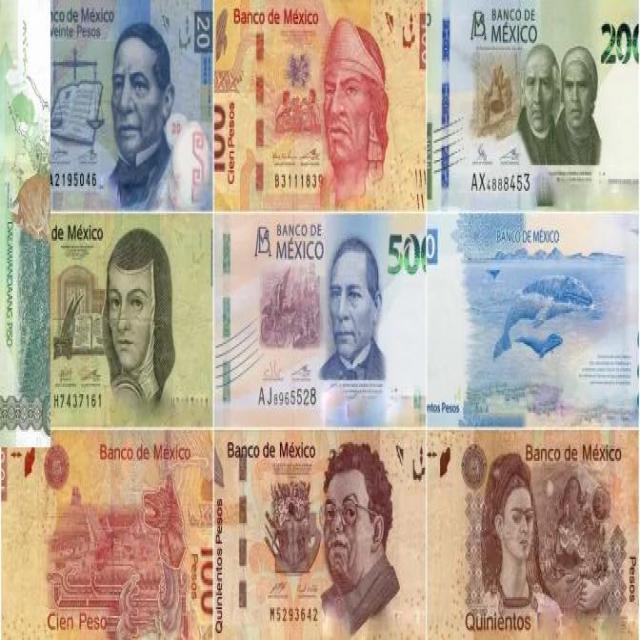 DALAWANDAANG PISO
Banco de México
veinte Pesos
20
A2195046
Banco de México
100
Cien Pesos
B3111839
BANCO DE
MÉXICO
200
AX4888453
de México
H7437161
BANCO DE
MÉXICO
500
AJ8965528
BANCO DE MÉXICO
ntos Pesos
Banco de México
100
Pesos
Cien Peso
Banco de México
Quinientos Pesos
M5293642
Banco de México
Pesos
Quinientos